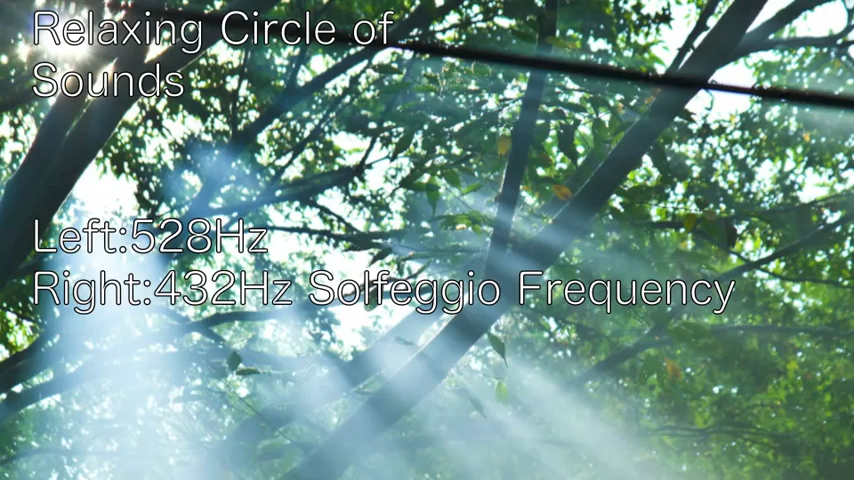 Relaxing Circle of
Sounds
Left:528Hz
Right:432Hz Solfeggio Frequency